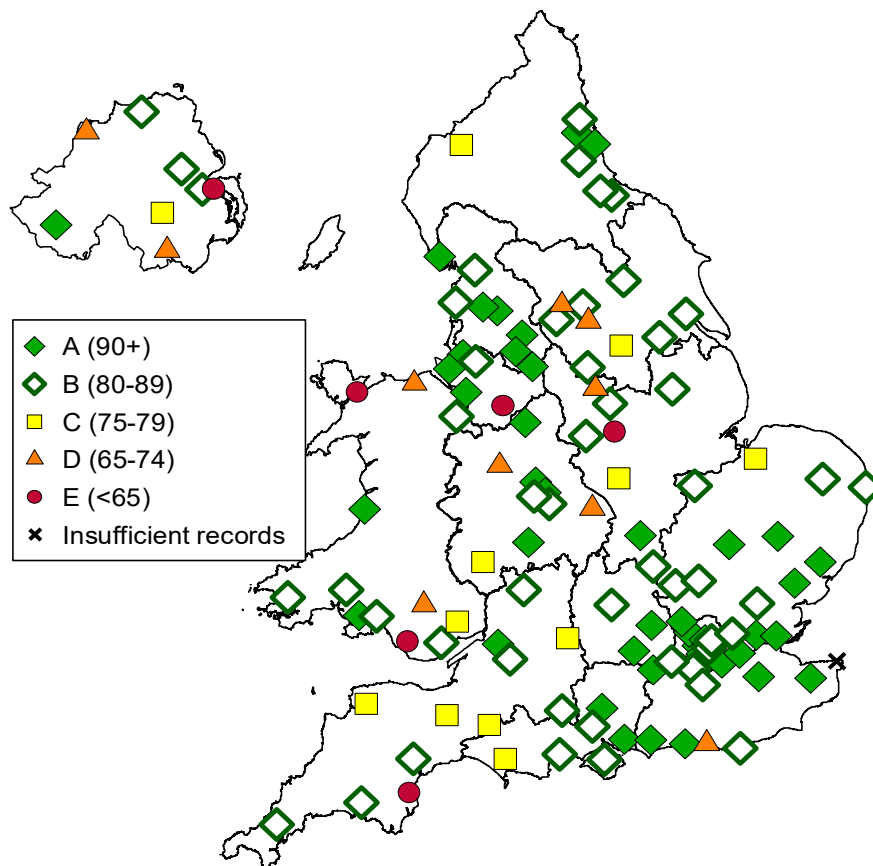 A (90+)
B (80-89)
C (75-79)
D (65-74)
E (<65)
Insufficient records